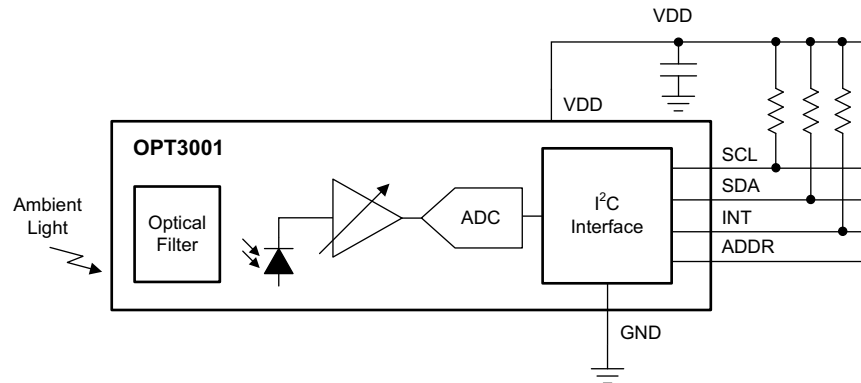 VDD
VDD
OPT3001
Ambient
Light
Optical
Filter
ADC
I²C
Interface
SCL
SDA
INT
ADDR
GND